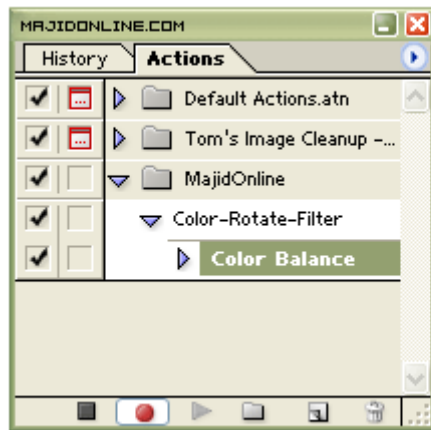 MAJIDONLINE.COM
History Actions
Default Actions.atn
Tom's Image Cleanup -...
MajidOnline
Color-Rotate-Filter
Color Balance